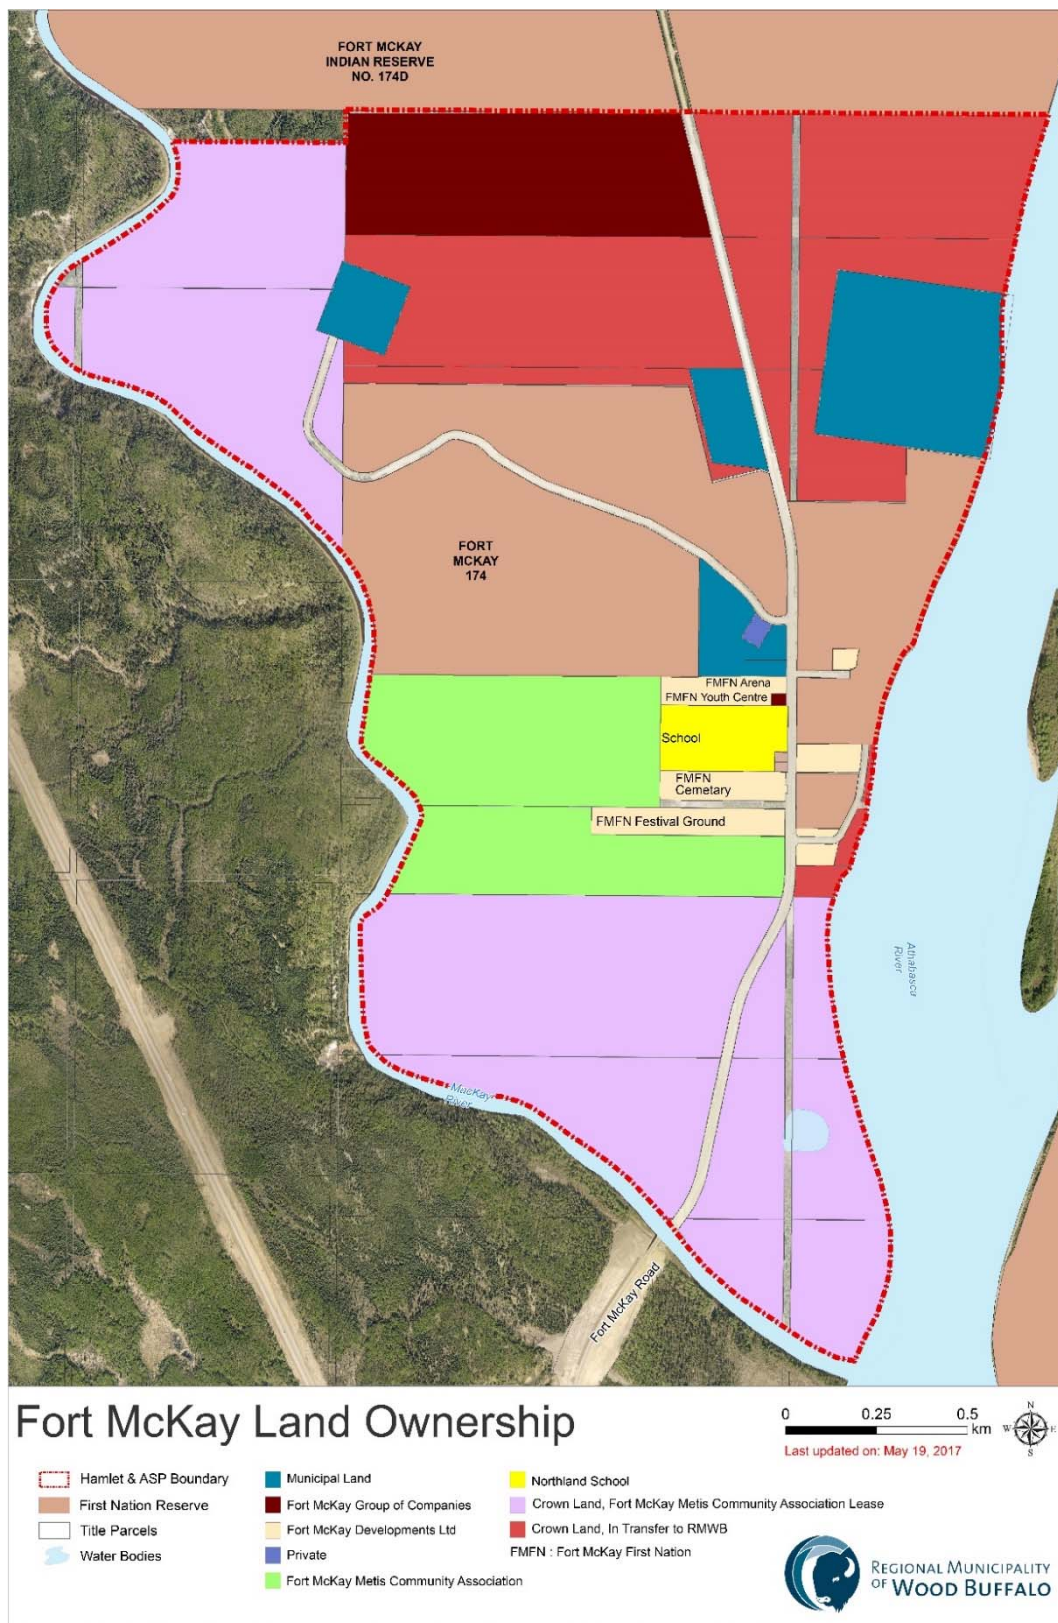 FORT MCKAY
INDIAN RESERVE
NO. 174D
FORT
MCKAY
174
FMFN Arena
FMFN Youth Centre
School
FMFN
Cemetary
FMFN Festival Ground
Athabasca
River
MacKay
River
Fort McKay Road
Fort McKay Land Ownership
0 0.25 0.5
km
N
W E
S
Last updated on: May 19, 2017
Hamlet & ASP Boundary
First Nation Reserve
Title Parcels
Water Bodies
Municipal Land
Fort McKay Group of Companies
Fort McKay Developments Ltd
Private
Fort McKay Metis Community Association
Northland School
Crown Land, Fort McKay Metis Community Association Lease
Crown Land, In Transfer to RMWB
FMFN : Fort McKay First Nation
REGIONAL MUNICIPALITY
OF WOOD BUFFALO